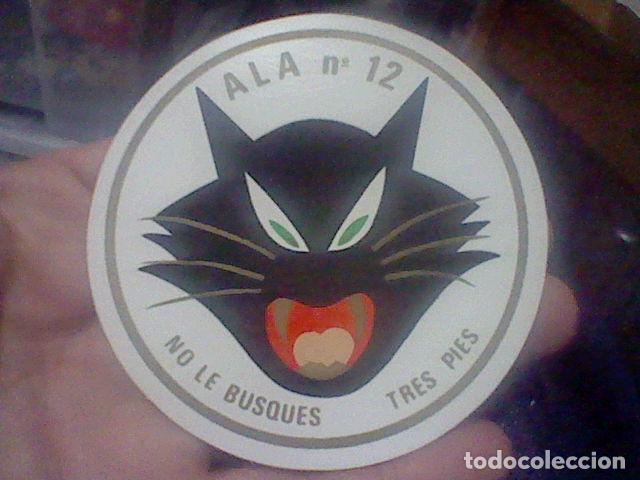 ALA nº 12
NO LE BUSQUES TRES PIES
todocoleccion